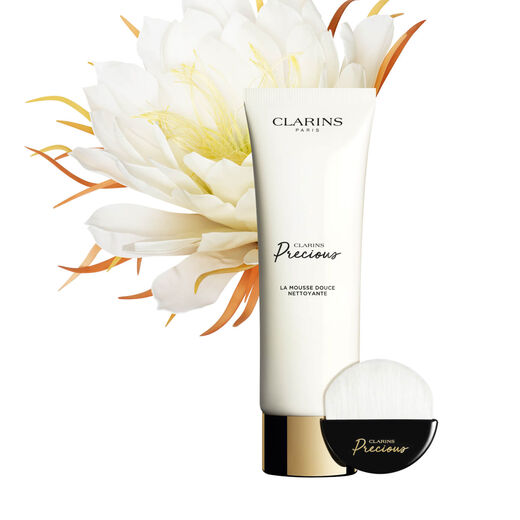 CLARINS
PARIS
CLARINS
Precious
LA MOUSSE DOUCE
NETTOYANTE
CLARINS
Precious